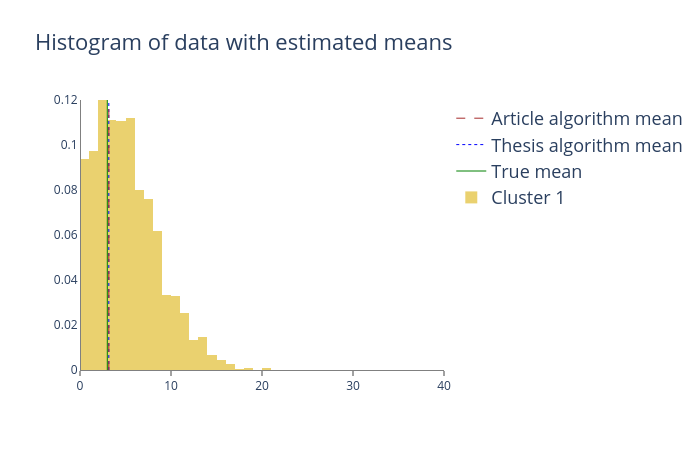 Histogram of data with estimated means
0.12
0.1
0.08
0.06
0.04
0.02
0
0 10 20 30 40
Article algorithm mean
Thesis algorithm mean
True mean
Cluster 1